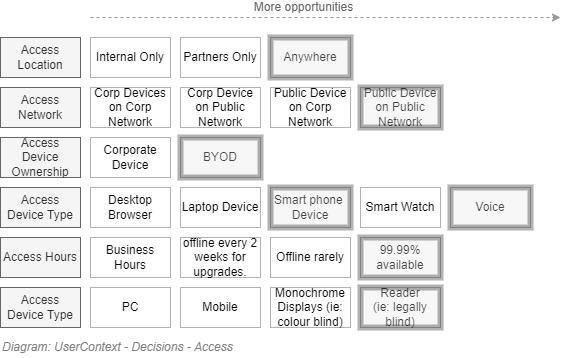 More opportunities
Access
Location
Internal Only
Partners Only
Anywhere
Access
Network
Corp Devices
on Corp
Network
Corp Device
on Public
Network
Public Device
on Corp
Network
Public Device
on Public
Network
Access
Device
Ownership
Corporate
Device
BYOD
Access
Device Type
Desktop
Browser
Laptop Device
Smart phone
Device
Smart Watch
Voice
Access Hours
Business
Hours
offline every 2
weeks for
upgrades.
Offline rarely
99.99%
available
Access
Device Type
PC
Mobile
Monochrome
Displays (ie:
colour blind)
Reader
(ie: legally
blind)
Diagram: UserContext - Decisions - Access